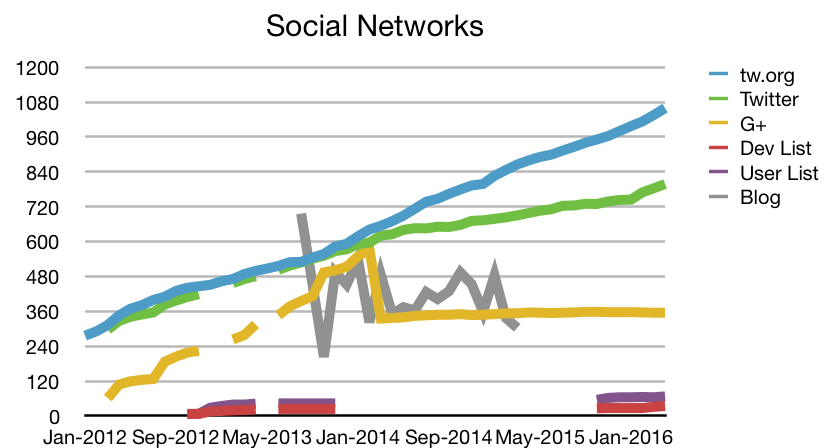 Social Networks
1200
1080
960
840
720
600
480
360
240
120
0
Jan-2012 Sep-2012 May-2013 Jan-2014 Sep-2014 May-2015 Jan-2016
tw.org
Twitter
G+
Dev List
User List
Blog